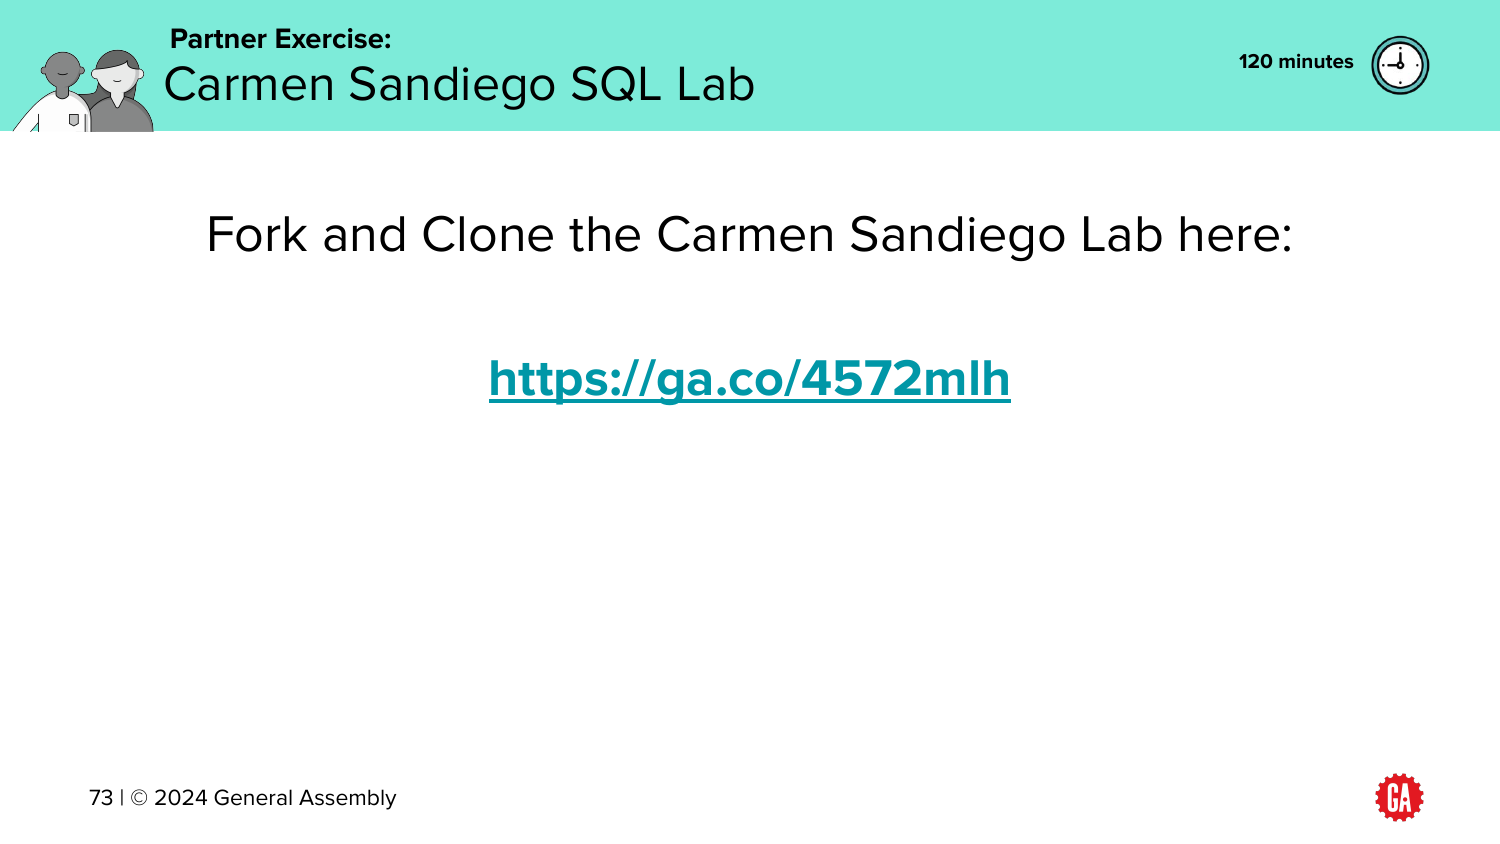 Partner Exercise:
Carmen Sandiego SQL Lab
120 minutes
Fork and Clone the Carmen Sandiego Lab here:
https://ga.co/4572mlh
73 | © 2024 General Assembly
GA